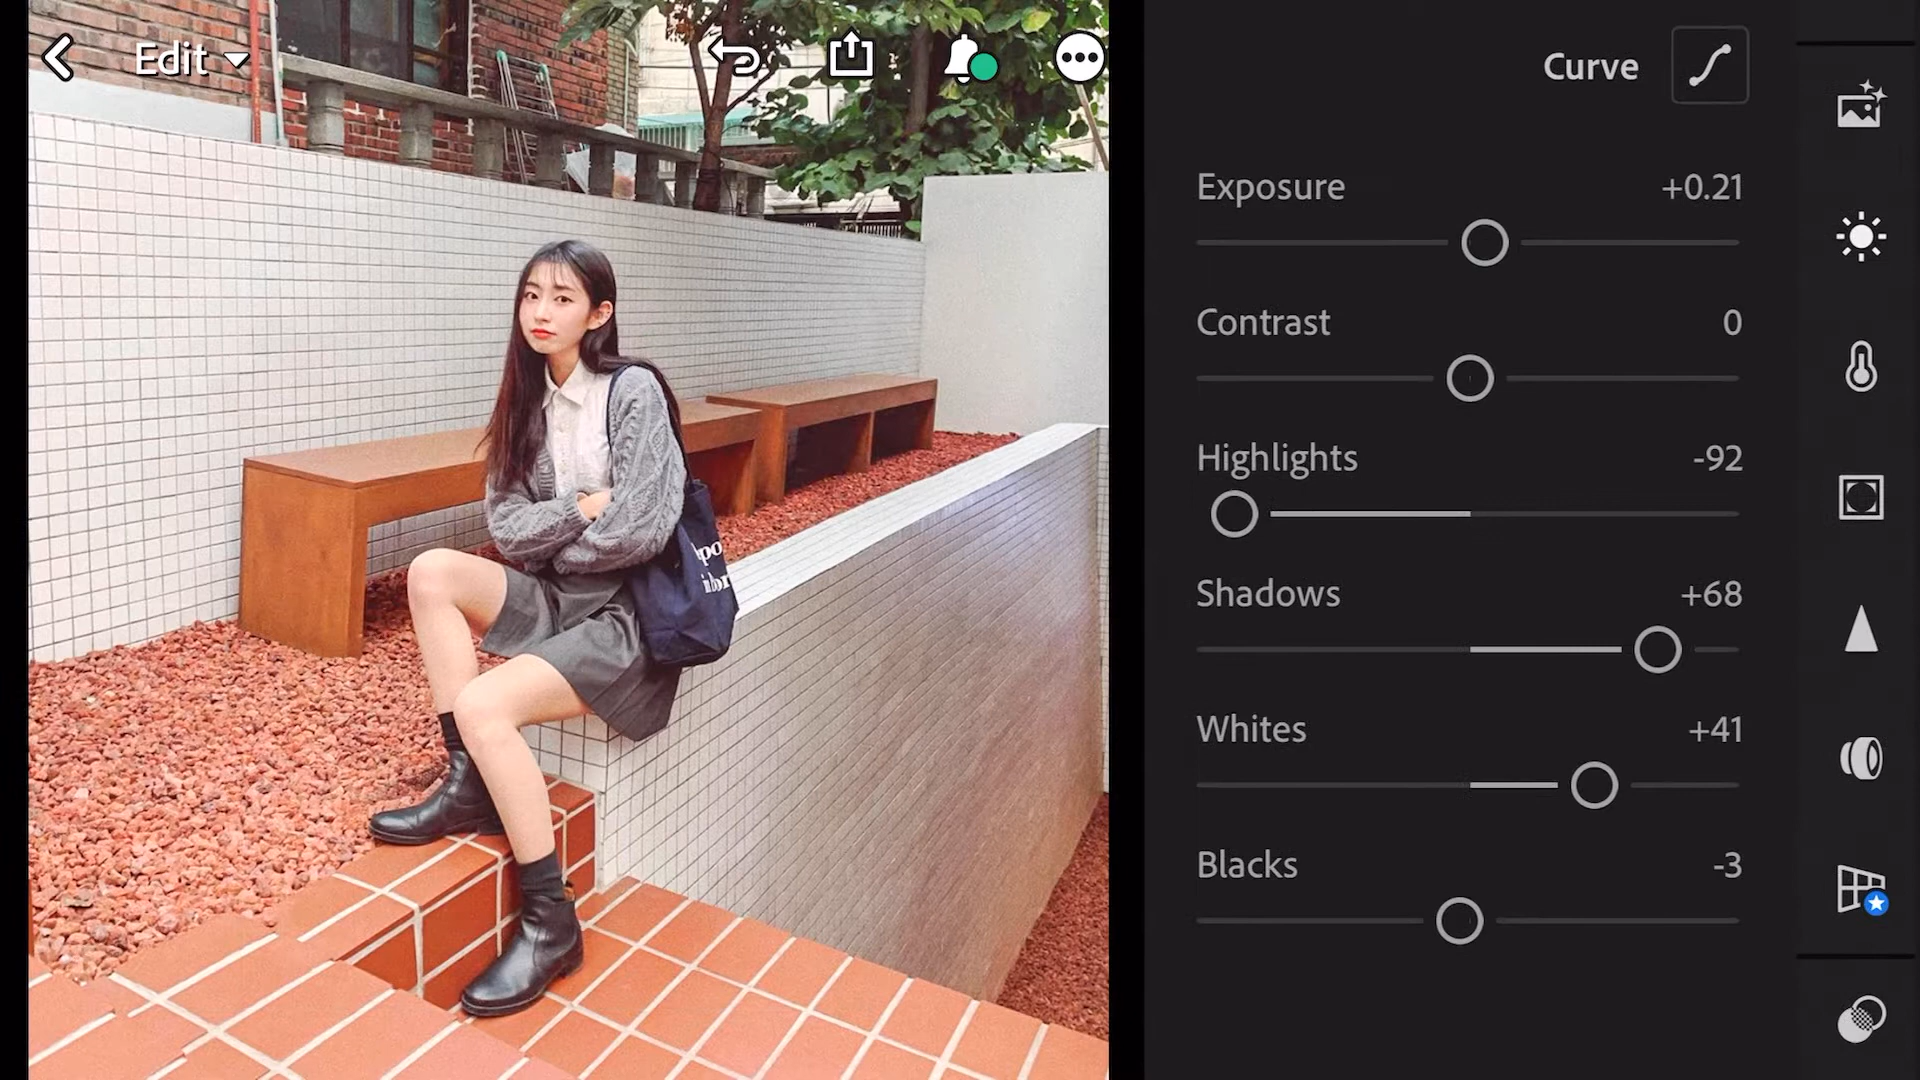 Edit
Curve
Exposure +0.21
Contrast 0
Highlights -92
Shadows +68
Whites +41
Blacks -3